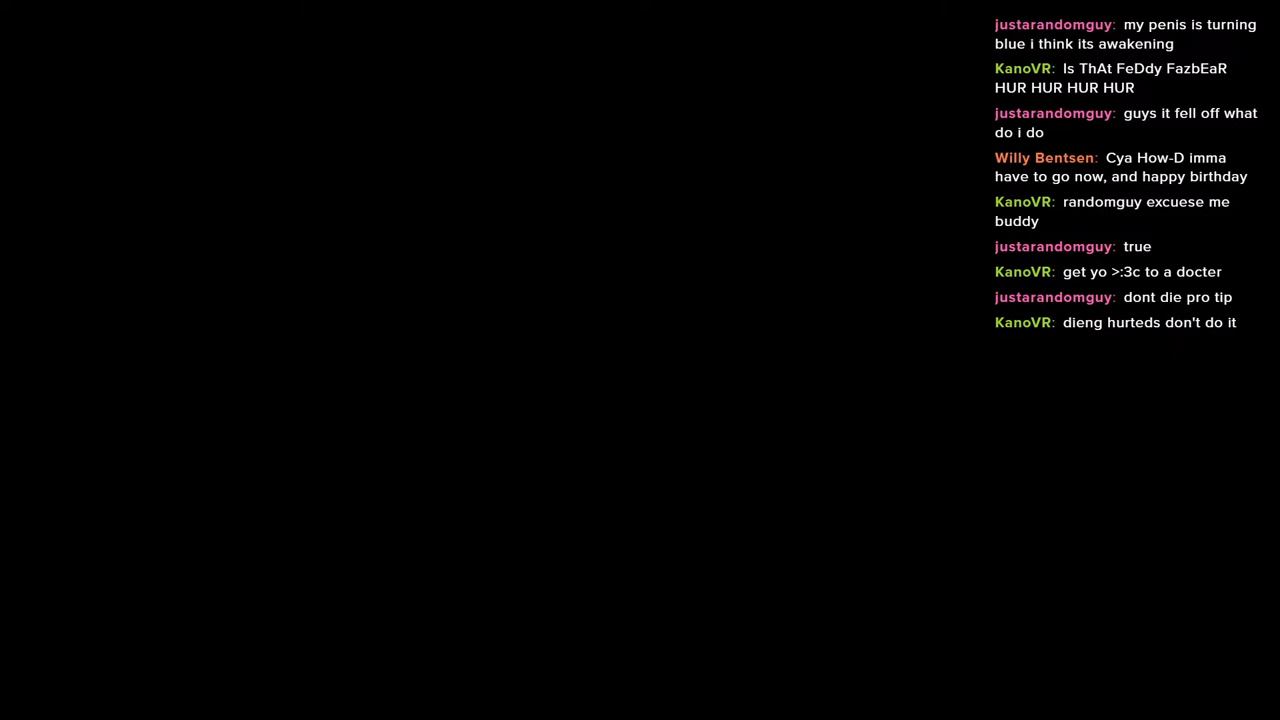 justarandomguy: my penis is turning
blue i think its awakening
KanoVR: Is ThAt FeDdy FazbEaR
HUR HUR HUR HUR
justarandomguy: guys it fell off what
do i do
Willy Bentsen: Cya How-D imma
have to go now, and happy birthday
KanoVR: randomguy excuese me
buddy
justarandomguy: true
KanoVR: get yo >:3c to a docter
justarandomguy: dont die pro tip
KanoVR: dieng hurteds don't do it